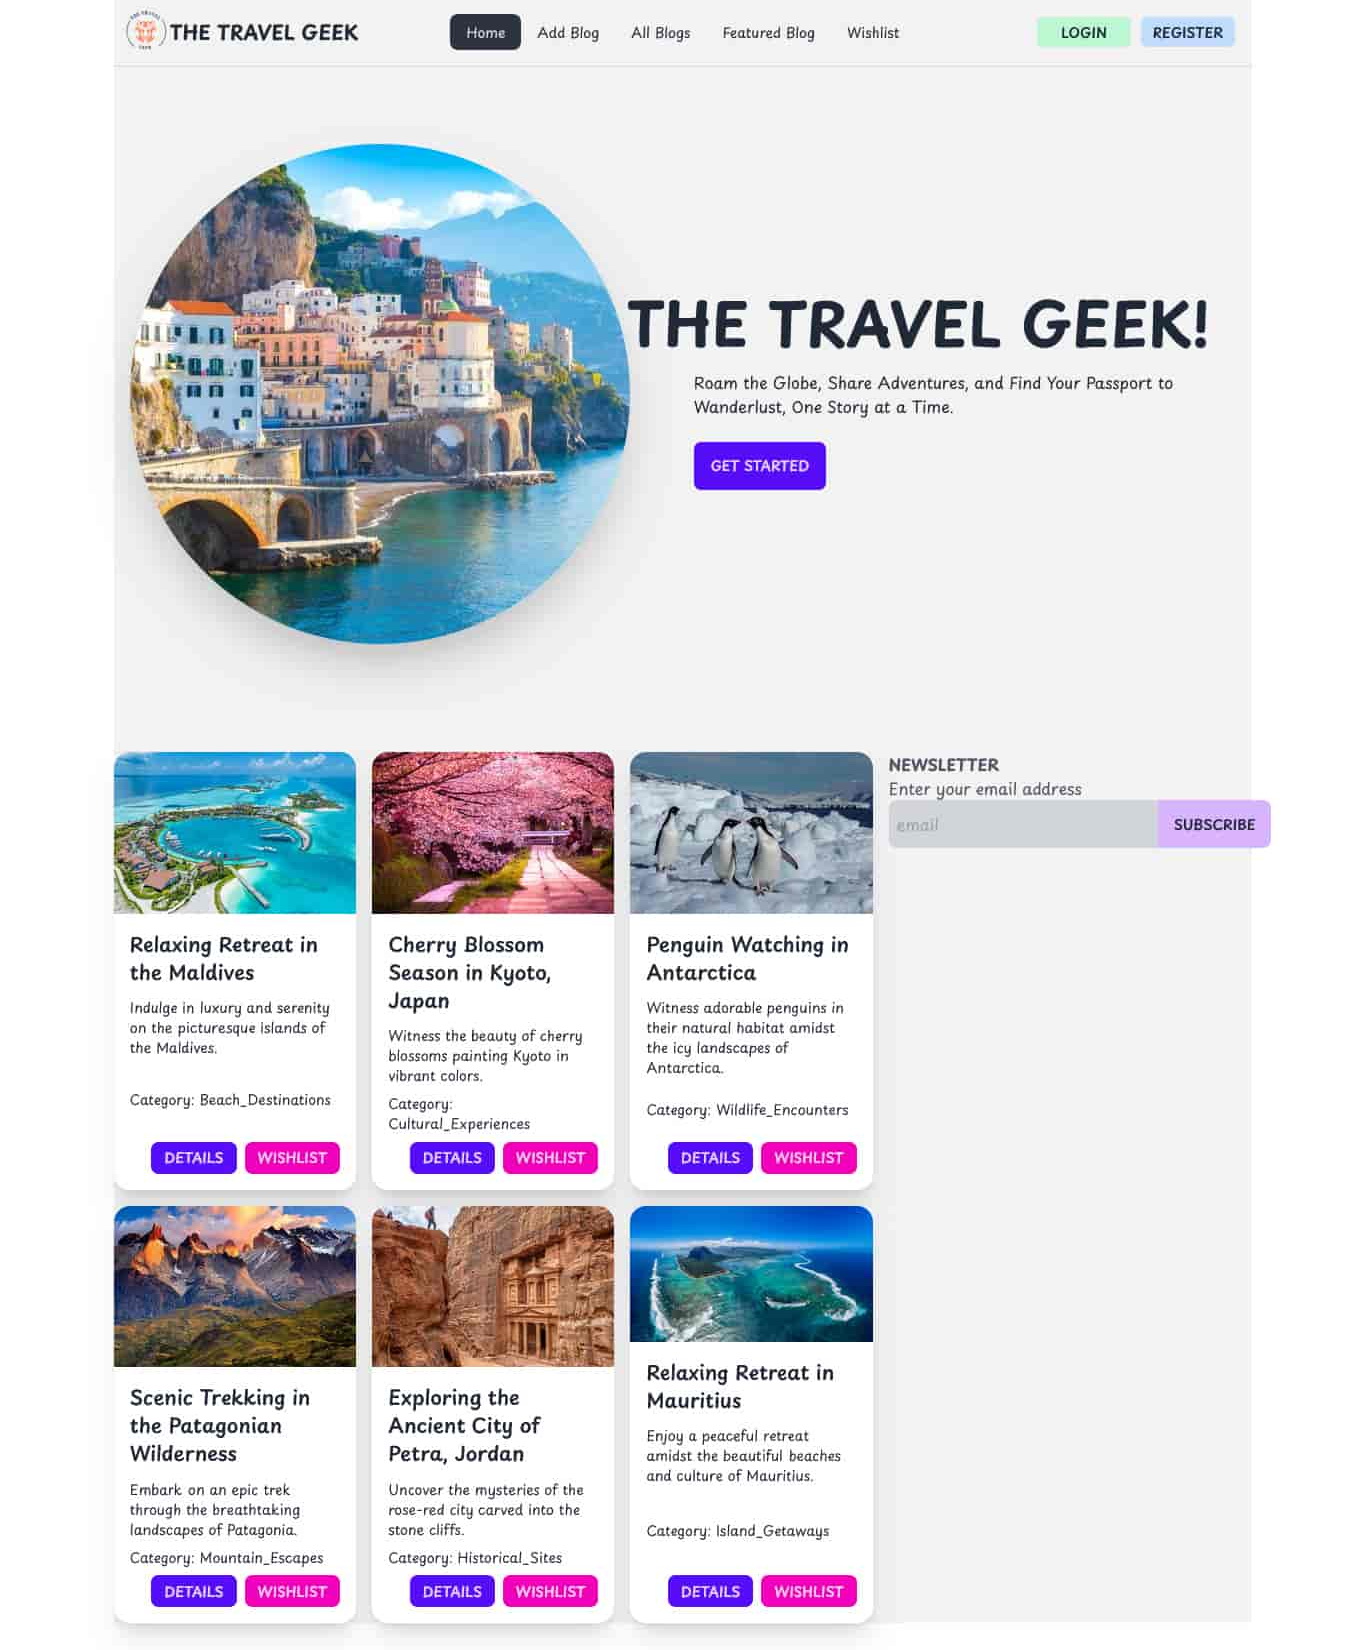 THE TRAVEL
GEEK
THE TRAVEL GEEK
Home
Add Blog
All Blogs
Featured Blog
Wishlist
LOGIN
REGISTER
THE TRAVEL GEEK!
Roam the Globe, Share Adventures, and Find Your Passport to
Wanderlust, One Story at a Time.
GET STARTED
Relaxing Retreat in
the Maldives
Indulge in luxury and serenity
on the picturesque islands of
the Maldives.
Category: Beach_Destinations
DETAILS
WISHLIST
Cherry Blossom
Season in Kyoto,
Japan
Witness the beauty of cherry
blossoms painting Kyoto in
vibrant colors.
Category:
Cultural_Experiences
DETAILS
WISHLIST
Penguin Watching in
Antarctica
Witness adorable penguins in
their natural habitat amidst
the icy landscapes of
Antarctica.
Category: Wildlife_Encounters
DETAILS
WISHLIST
NEWSLETTER
Enter your email address
email
SUBSCRIBE
Scenic Trekking in
the Patagonian
Wilderness
Embark on an epic trek
through the breathtaking
landscapes of Patagonia.
Category: Mountain_Escapes
DETAILS
WISHLIST
Exploring the
Ancient City of
Petra, Jordan
Uncover the mysteries of the
rose-red city carved into the
stone cliffs.
Category: Historical_Sites
DETAILS
WISHLIST
Relaxing Retreat in
Mauritius
Enjoy a peaceful retreat
amidst the beautiful beaches
and culture of Mauritius.
Category: Island_Getaways
DETAILS
WISHLIST